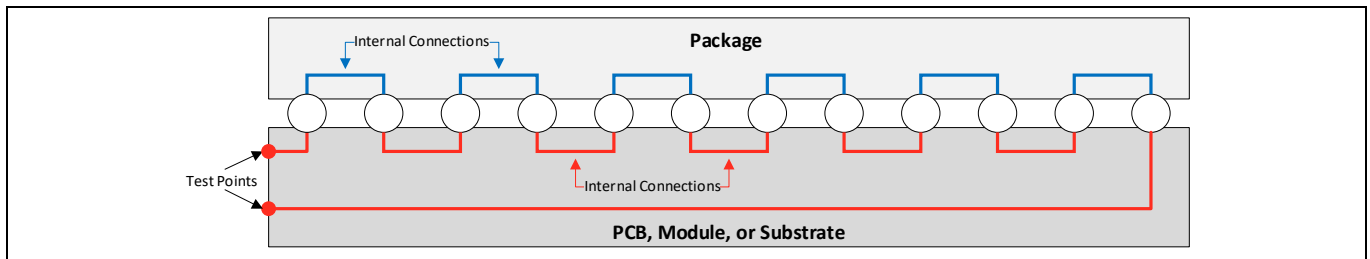 Package
Internal Connections
Test Points
Internal Connections
PCB, Module, or Substrate